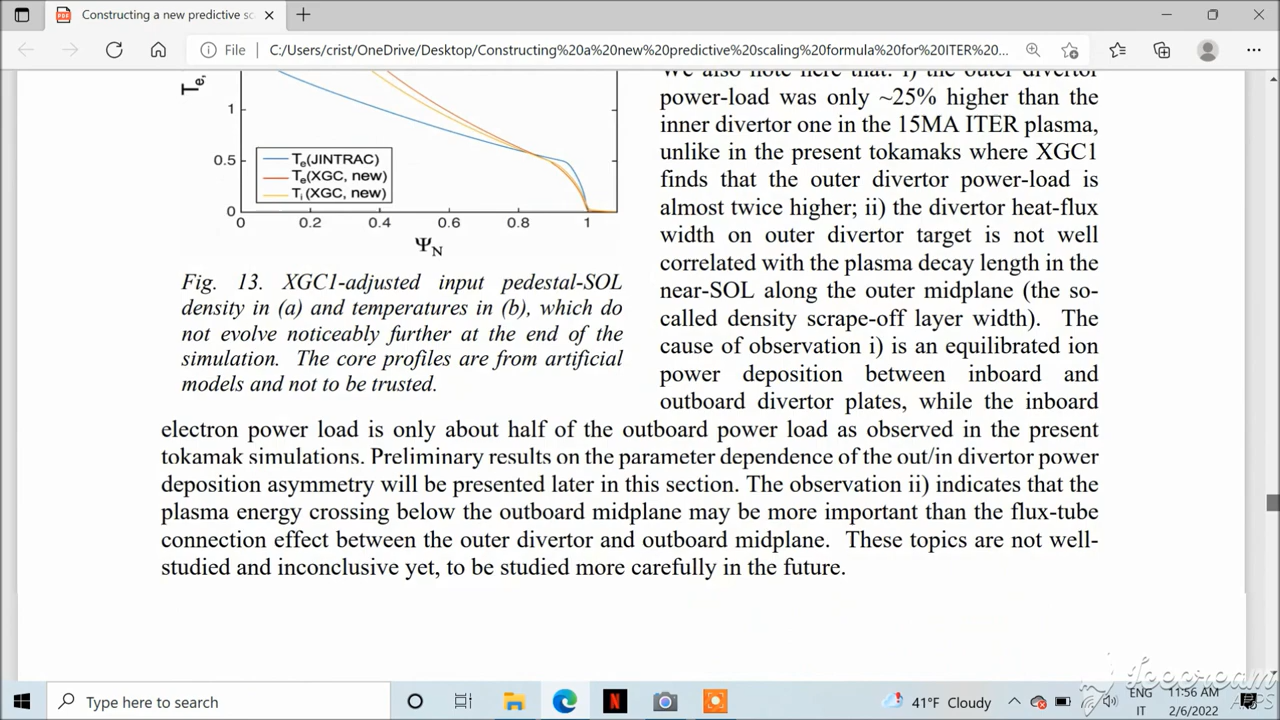 Constructing a new predictive sc
File C:/Users/crist/OneDrive/Desktop/Constructing%20a%20new%20predictive%20scaling%20formula%20for%20ITER%20...
We also note here that: i) the outer divertor
power-load was only ~25% higher than the
inner divertor one in the 15MA ITER plasma,
unlike in the present tokamaks where XGC1
finds that the outer divertor power-load is
almost twice higher; ii) the divertor heat-flux
width on outer divertor target is not well
correlated with the plasma decay length in the
near-SOL along the outer midplane (the so-
called density scrape-off layer width). The
cause of observation i) is an equilibrated ion
power deposition between inboard and
outboard divertor plates, while the inboard
electron power load is only about half of the outboard power load as observed in the present
tokamak simulations. Preliminary results on the parameter dependence of the out/in divertor power
deposition asymmetry will be presented later in this section. The observation ii) indicates that the
plasma energy crossing below the outboard midplane may be more important than the flux-tube
connection effect between the outer divertor and outboard midplane. These topics are not well-
studied and inconclusive yet, to be studied more carefully in the future.
Te,
1
0.5
0
Te(JINTRAC)
Te(XGC, new)
Ti(XGC, new)
0 0.2 0.4 0.6 0.8 1
ΨN
Fig. 13. XGC1-adjusted input pedestal-SOL
density in (a) and temperatures in (b), which do
not evolve noticeably further at the end of the
simulation. The core profiles are from artificial
models and not to be trusted.
Icecream
APPS
Type here to search
41°F Cloudy
ENG
IT
11:56 AM
2/6/2022